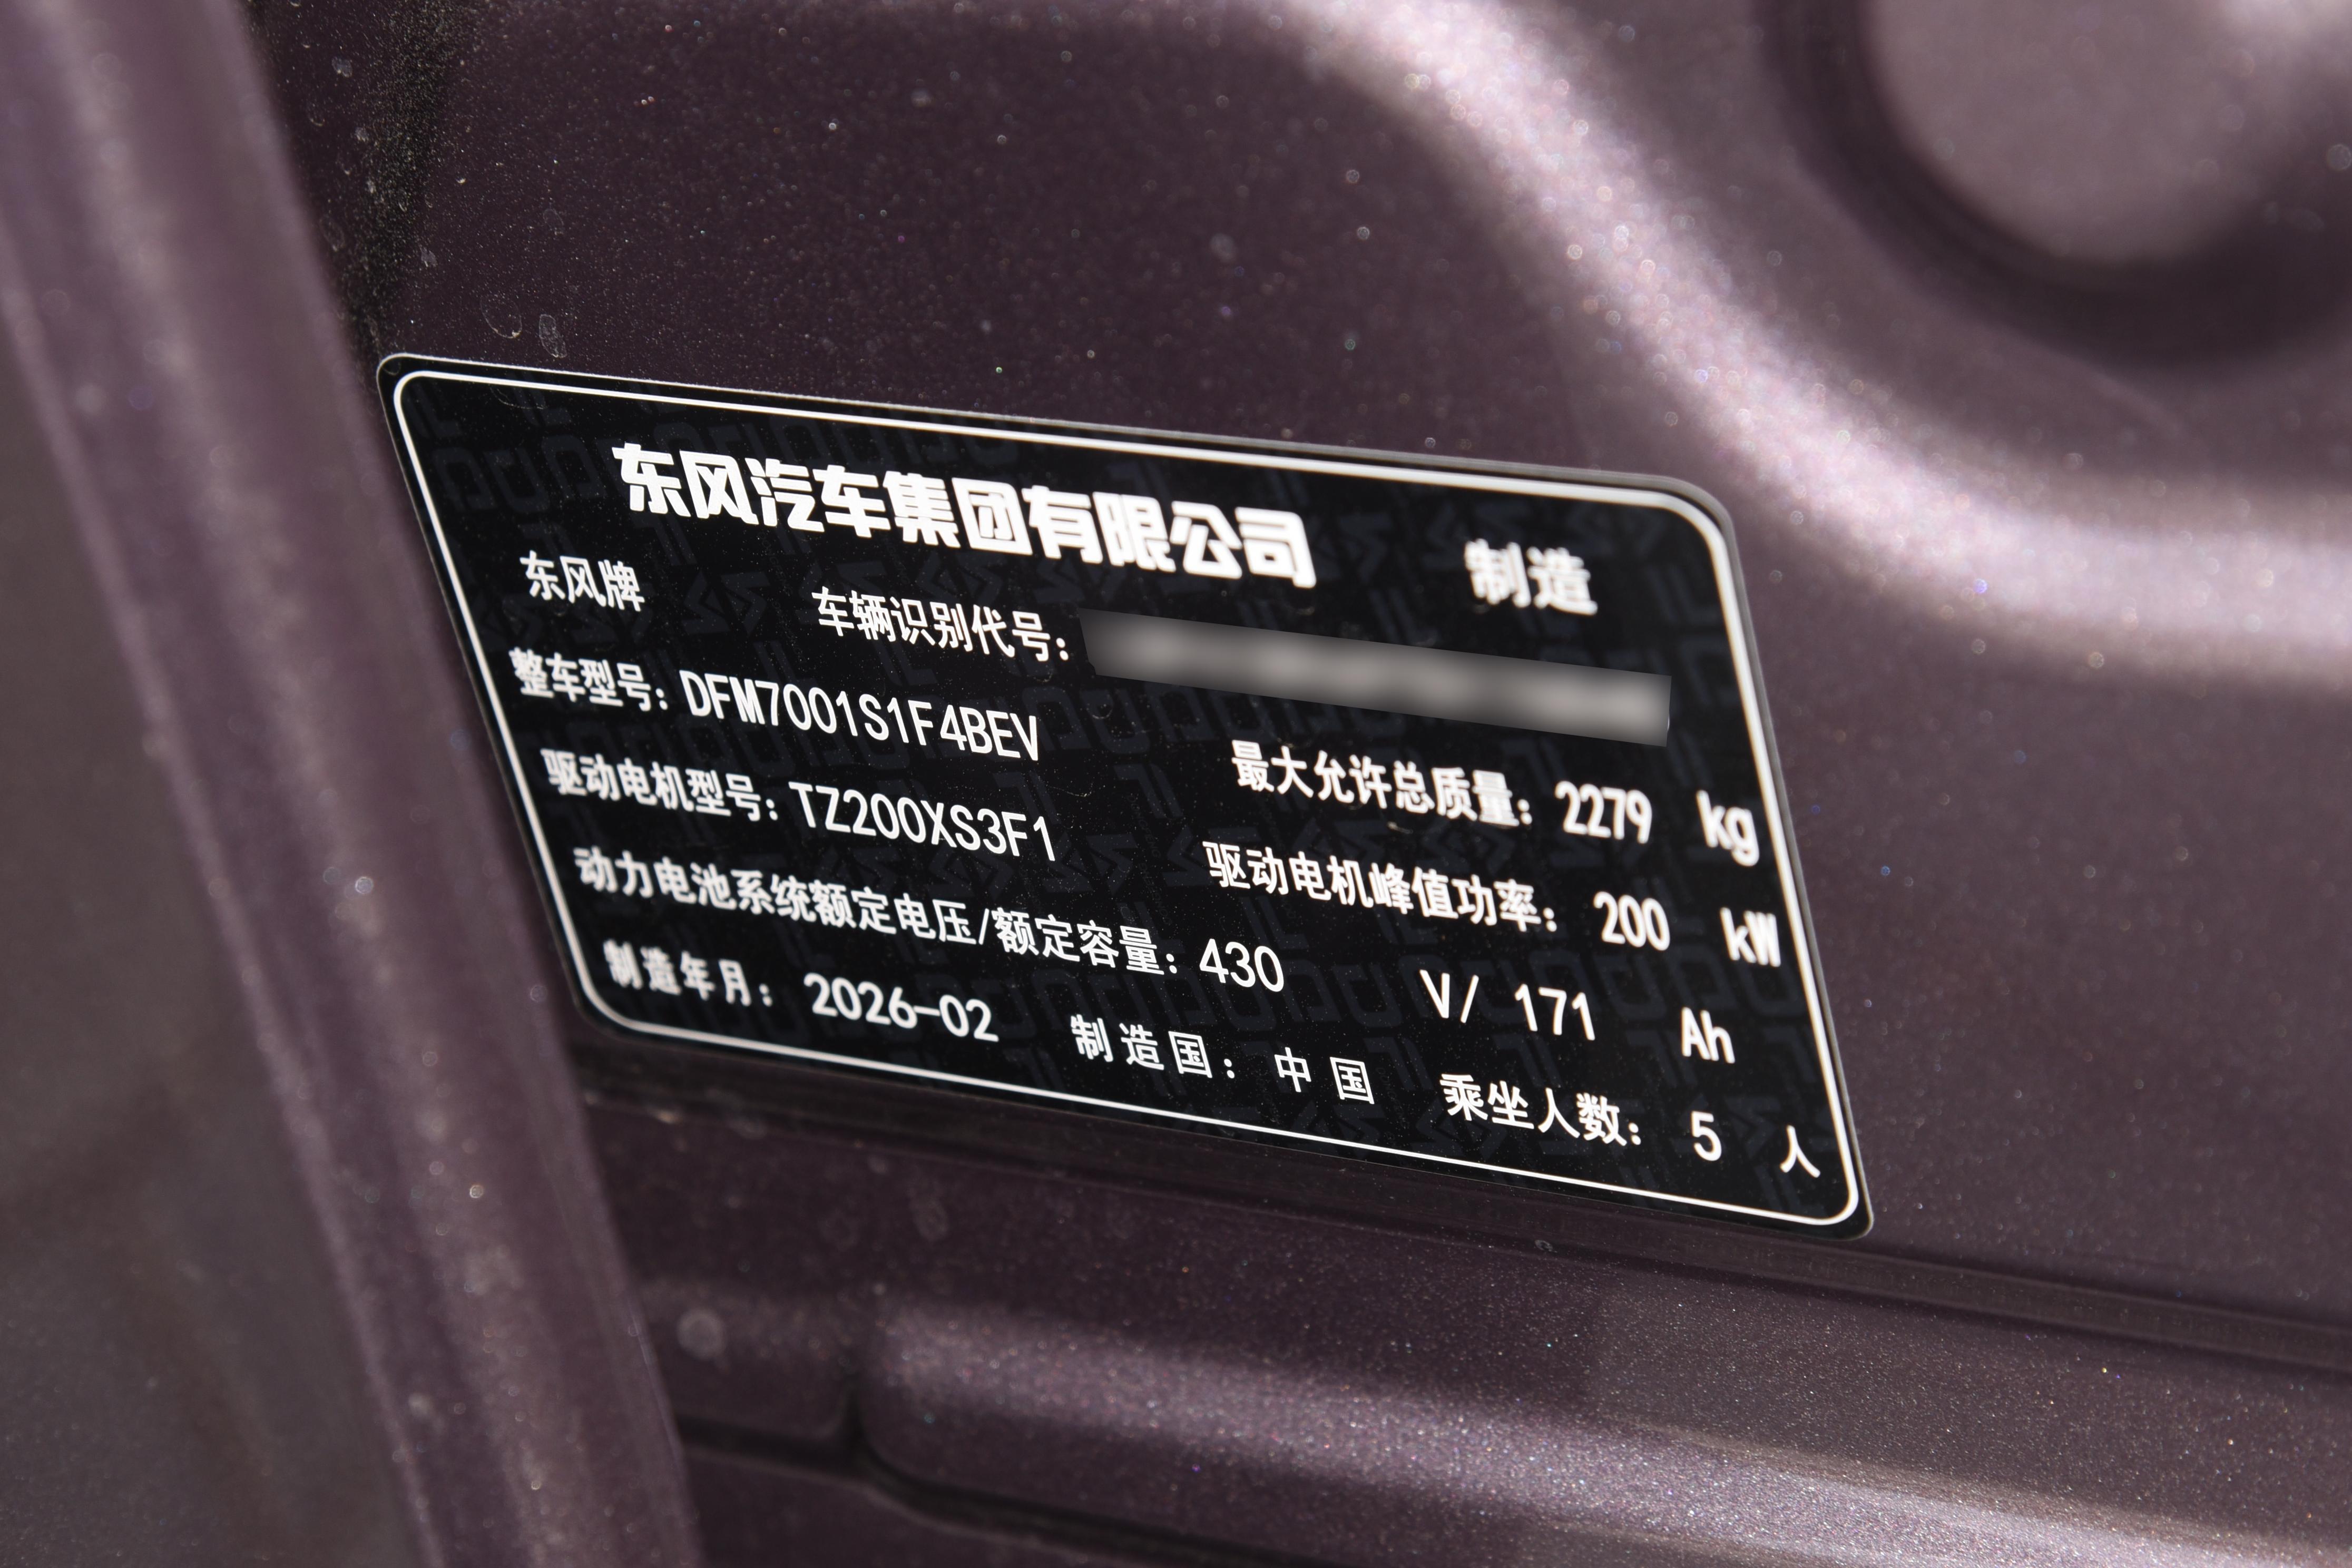 东风汽车集团有限公司 制造
东风牌 车辆识别代号：
整车型号：DFM7001S1F4BEV 最大允许总质量：2279 kg
驱动电机型号：TZ200XS3F1 驱动电机峰值功率：200 kW
动力电池系统额定电压/额定容量：430 V/ 171 Ah
制造年月：2026-02 制造国：中国 乘坐人数：5 人